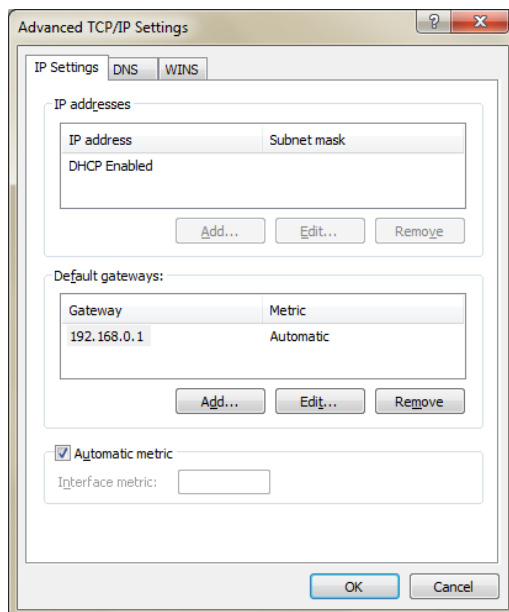 Advanced TCP/IP Settings
?
X
IP Settings DNS WINS
IP addresses
IP address Subnet mask
DHCP Enabled
Add... Edit... Remove
Default gateways:
Gateway Metric
192.168.0.1 Automatic
Add... Edit... Remove
Automatic metric
Interface metric:
OK Cancel